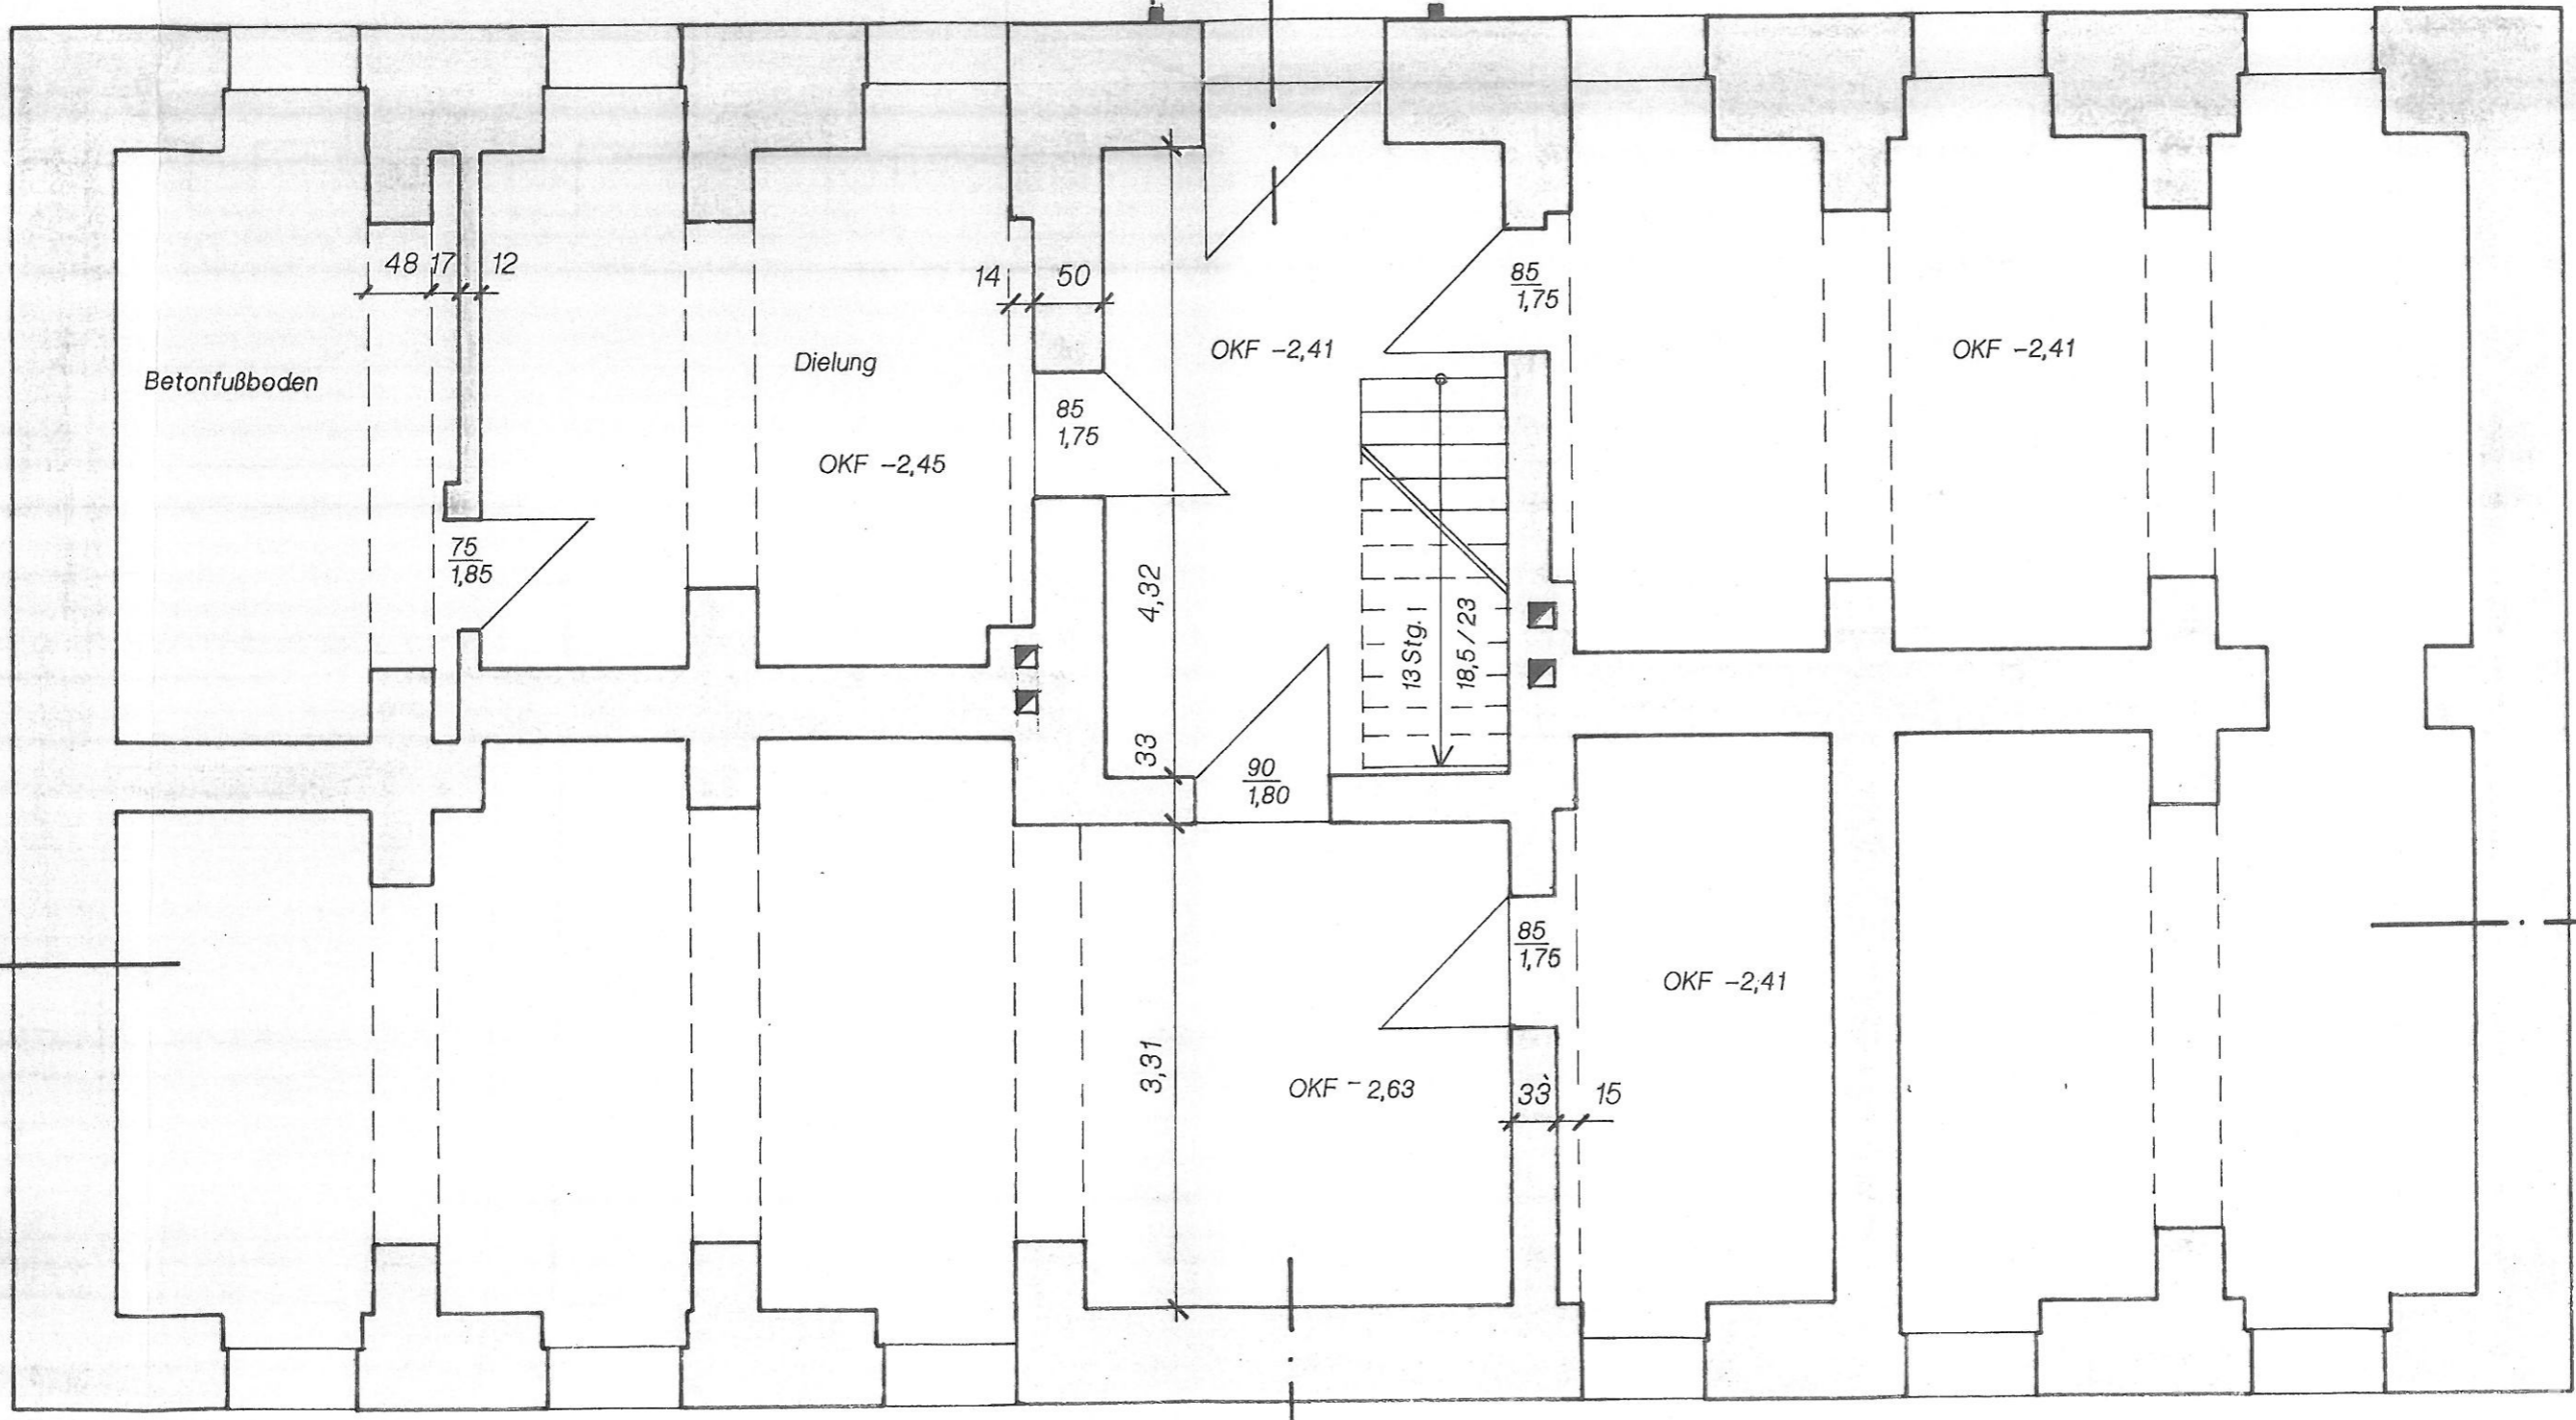 48 17 12
14 50
85
1,75
OKF -2,41
OKF -2,41
Betonfußboden
Dielung
85
1,75
OKF -2,45
75
1,85
4,32
13 Stg.
18,5/23
33
90
1,80
85
1,75
OKF -2,41
3,31
OKF -2,63
33 15